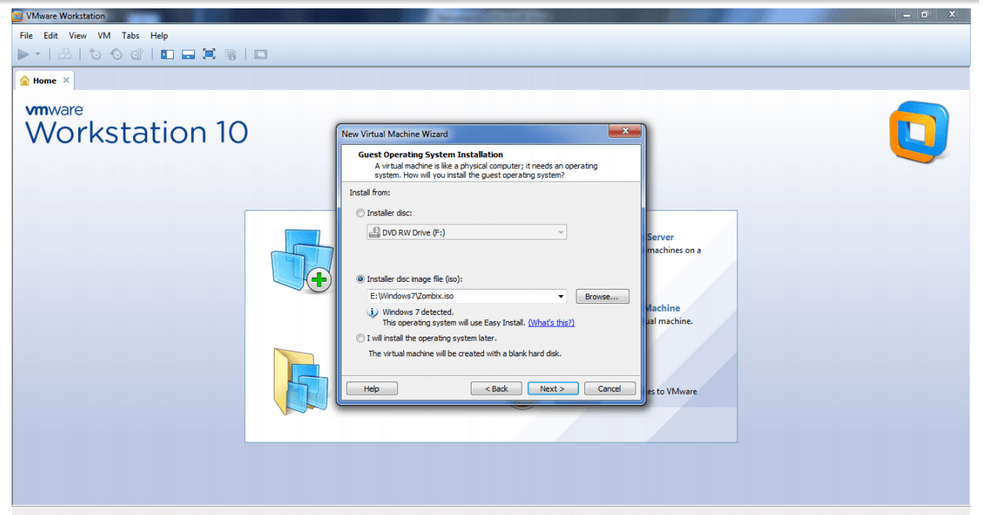 VMware Workstation
File Edit View VM Tabs Help
Home
vmware
Workstation 10
New Virtual Machine Wizard
Guest Operating System Installation
A virtual machine is like a physical computer; it needs an operating
system. How will you install the guest operating system?
Install from:
Installer disc:
DVD RW Drive (F:)
Installer disc image file (iso):
E:\Windows7\Zombix.iso
Browse...
Windows 7 detected.
This operating system will use Easy Install. (What's this?)
I will install the operating system later.
The virtual machine will be created with a blank hard disk.
Help
< Back
Next >
Cancel
Server
machines on a
Machine
ual machine.
es to VMware